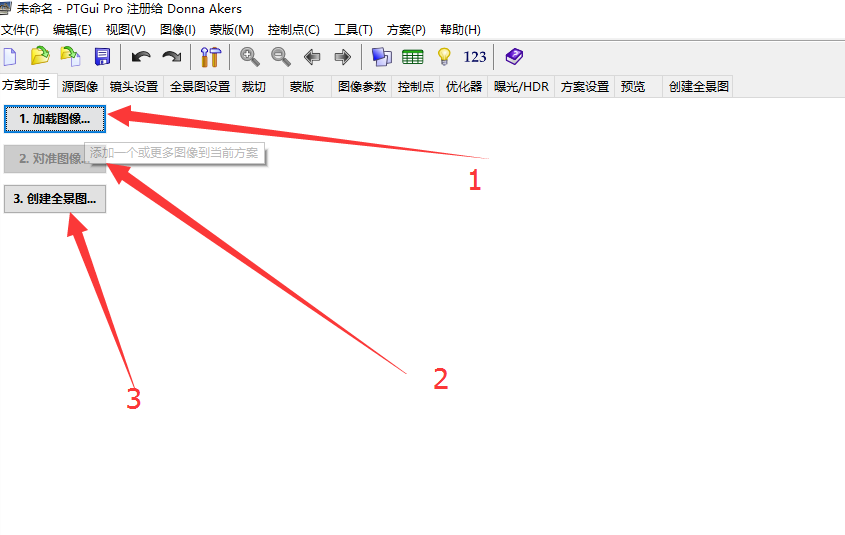 未命名 - PTGui Pro 注册给 Donna Akers
文件(F) 编辑(E) 视图(V) 图像(I) 蒙版(M) 控制点(C) 工具(T) 方案(P) 帮助(H)
123
方案助手 源图像 镜头设置 全景图设置 裁切 蒙版 图像参数 控制点 优化器 曝光/HDR 方案设置 预览 创建全景图
1. 加载图像...
2. 对准图像...
添加一个或更多图像到当前方案
1
3. 创建全景图...
2
3